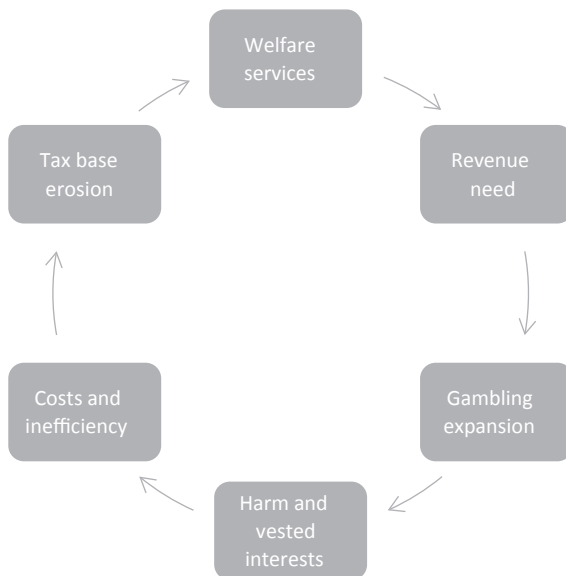 Welfare
services
Revenue
need
Gambling
expansion
Harm and
vested
interests
Costs and
inefficiency
Tax base
erosion